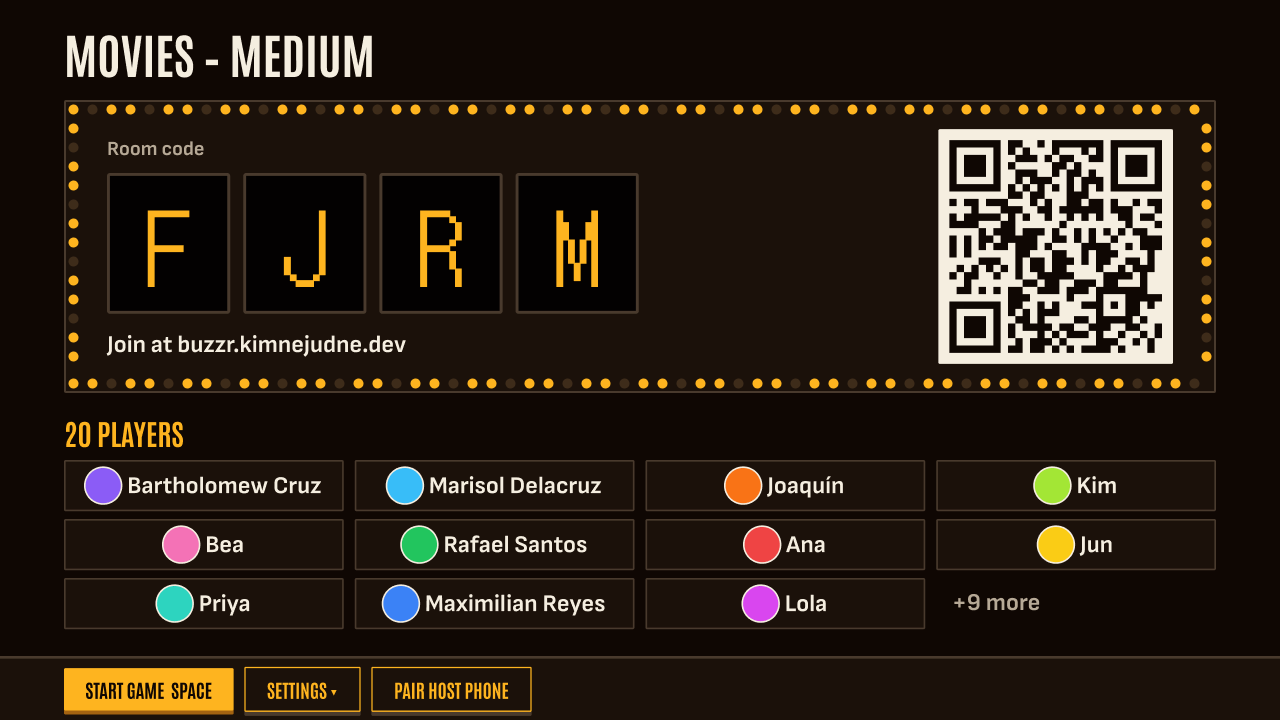 MOVIES - MEDIUM
Room code
F J R M
Join at buzzr.kimnejudne.dev
20 PLAYERS
Bartholomew Cruz
Marisol Delacruz
Joaquín
Kim
Bea
Rafael Santos
Ana
Jun
Priya
Maximilian Reyes
Lola
+9 more
START GAME SPACE
SETTINGS ▾
PAIR HOST PHONE